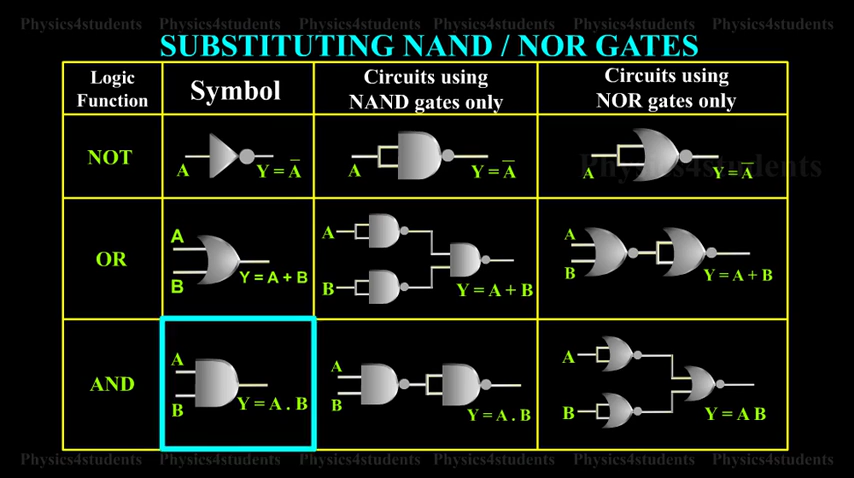 Physics4students Physics4students Physics4students Physics4students Physics4students Physics4students
SUBSTITUTING NAND / NOR GATES
Logic
Function
Symbol
Circuits using
NAND gates only
Circuits using
NOR gates only
NOT
A
Y = A̅
A
Y = A̅
A
Y = A̅
Physics4students
OR
A
B
Y = A + B
A
B
Y = A + B
A
B
Y = A + B
AND
A
B
Y = A . B
A
B
Y = A . B
A
B
Y = A B
Physics4students Physics4students Physics4students Physics4students Physics4students Physics4students